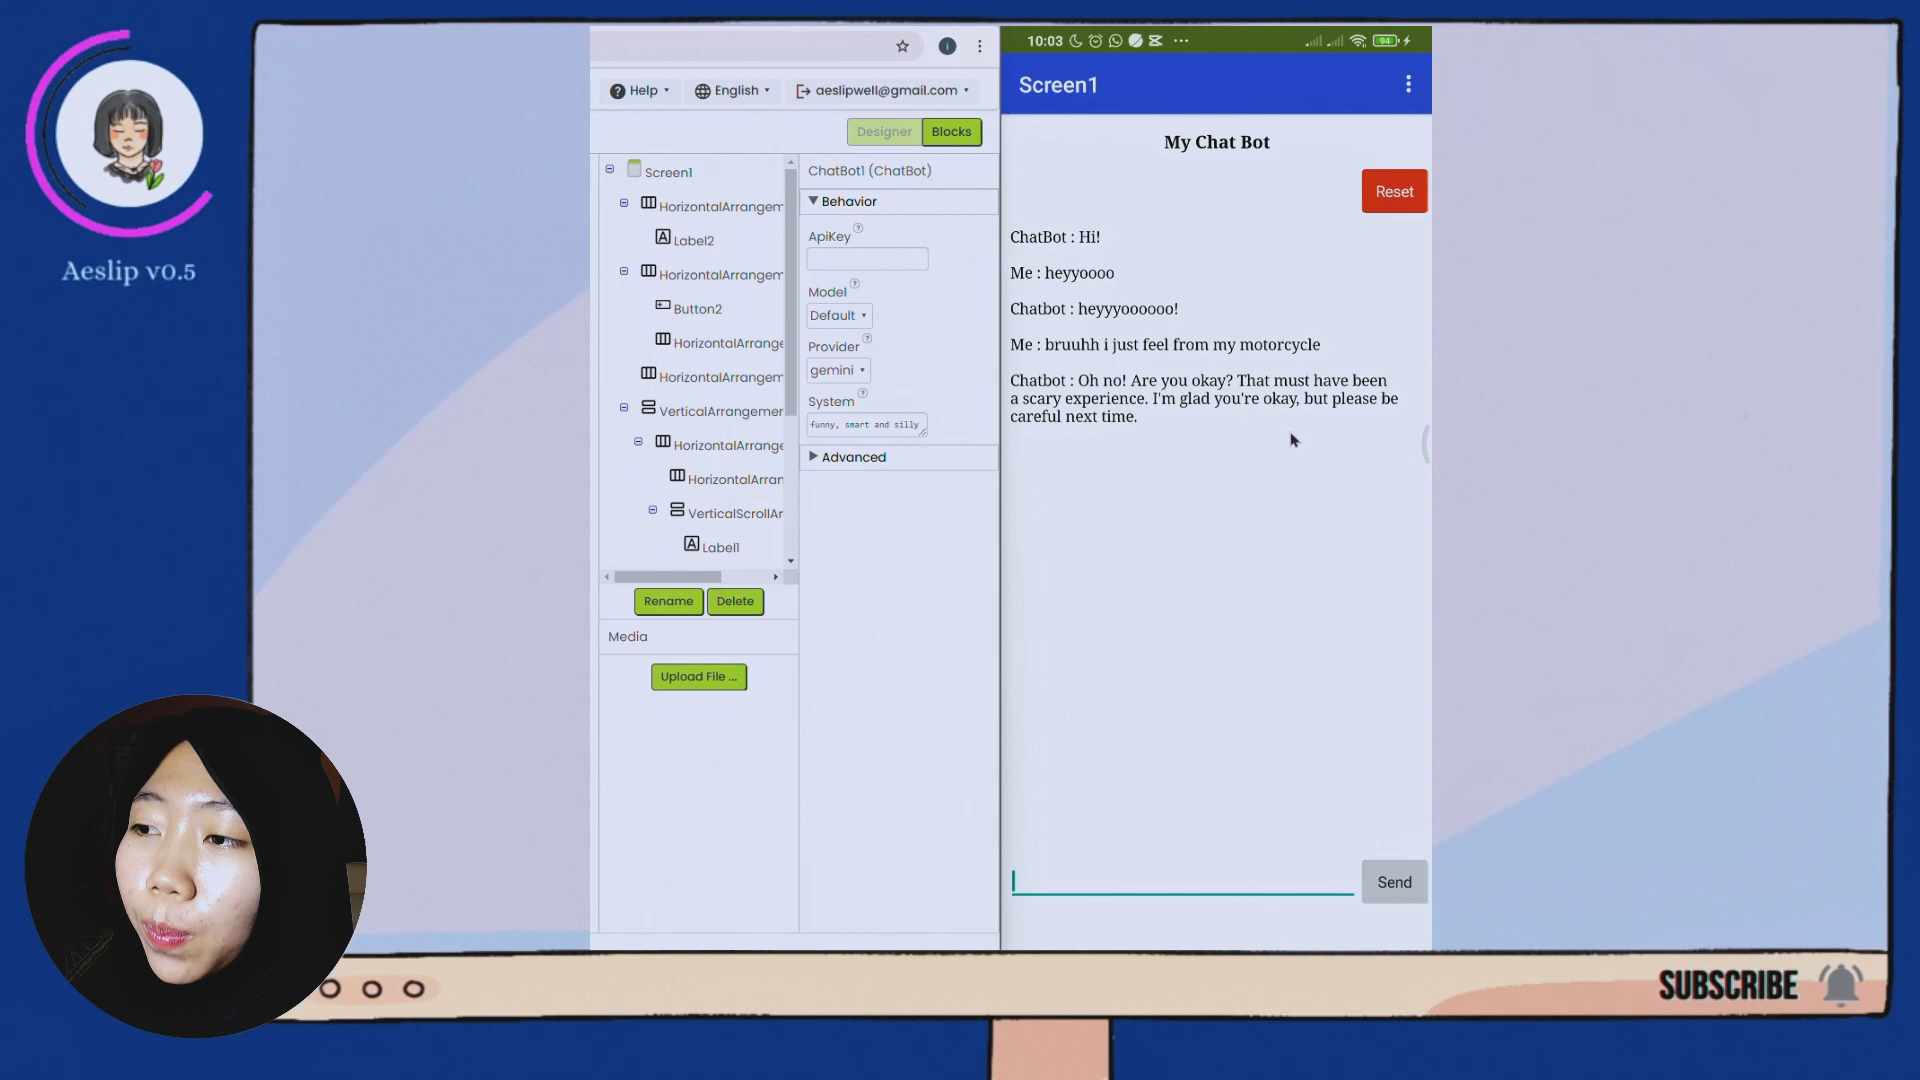 Aeslip v0.5
Help
English
aeslipwell@gmail.com
Designer
Blocks
Screen1
HorizontalArrangem
Label2
HorizontalArrangem
Button2
HorizontalArrange
HorizontalArrangem
VerticalArrangemer
HorizontalArrange
HorizontalArran
VerticalScrollAr
Label1
Rename
Delete
Media
Upload File ...
ChatBot1 (ChatBot)
Behavior
ApiKey
Model
Default
Provider
gemini
System
funny, smart and silly
Advanced
10:03
94
Screen1
My Chat Bot
Reset
ChatBot : Hi!
Me : heyyoooo
Chatbot : heyyyoooooo!
Me : bruuhh i just feel from my motorcycle
Chatbot : Oh no! Are you okay? That must have been
a scary experience. I'm glad you're okay, but please be
careful next time.
Send
SUBSCRIBE